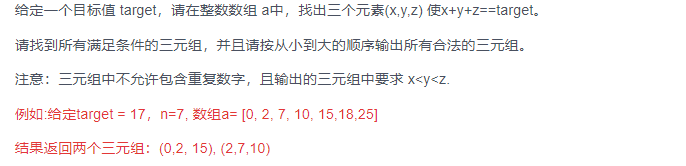 给定一个目标值 target，请在整数数组 a中，找出三个元素(x,y,z) 使x+y+z==target。
请找到所有满足条件的三元组，并且请按从小到大的顺序输出所有合法的三元组。
注意：三元组中不允许包含重复数字，且输出的三元组中要求 x<y<z.
例如:给定target = 17，n=7, 数组a= [0, 2, 7, 10, 15,18,25]
结果返回两个三元组：(0,2, 15), (2,7,10)